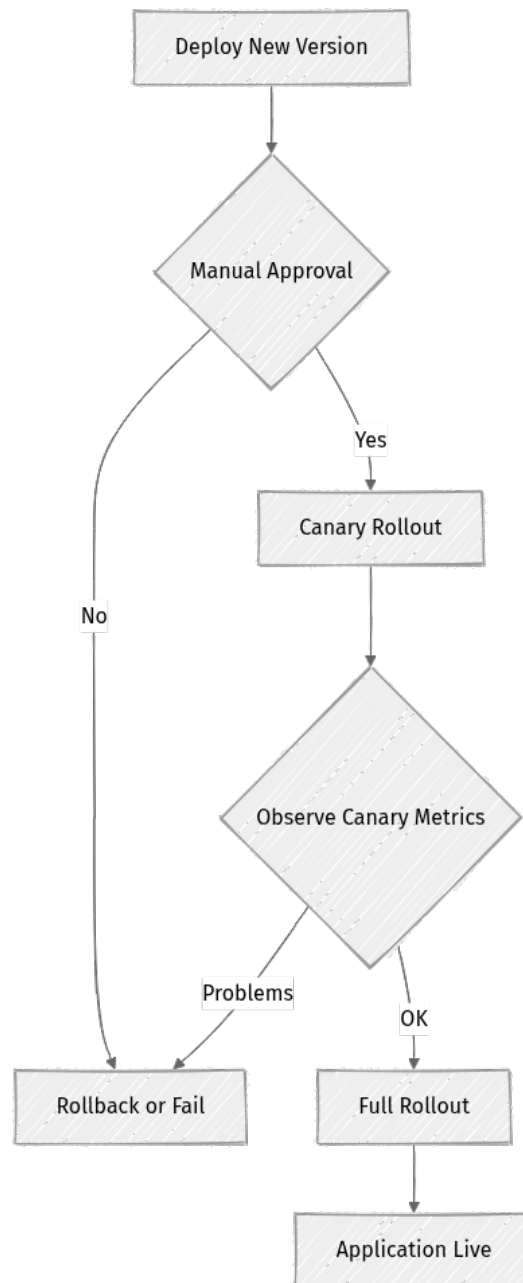 Deploy New Version
Manual Approval
Yes
Canary Rollout
No
Observe Canary Metrics
Problems
OK
Rollback or Fail
Full Rollout
Application Live